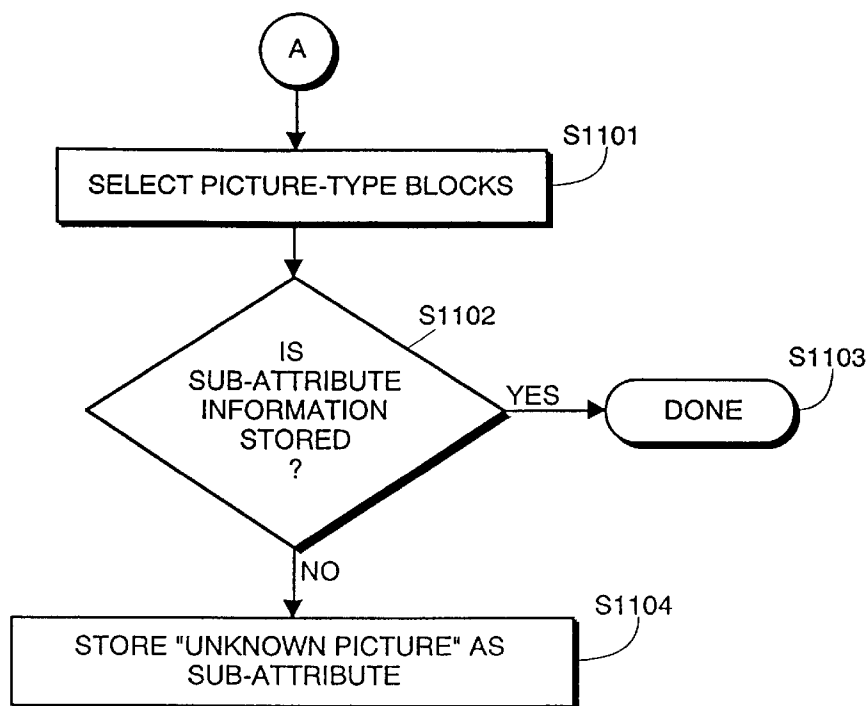 A
S1101
SELECT PICTURE-TYPE BLOCKS
S1102
IS
SUB-ATTRIBUTE
INFORMATION
STORED
?
YES
S1103
DONE
NO
S1104
STORE "UNKNOWN PICTURE" AS
SUB-ATTRIBUTE